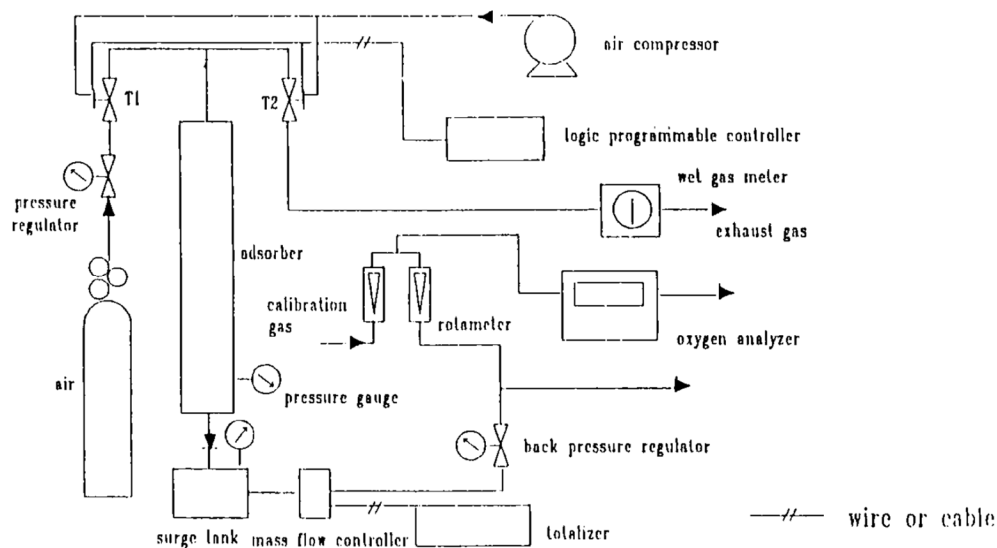 air compressor
T1
T2
logic programmable controller
wet gas meter
pressure
regulator
exhaust gas
adsorber
calibration
gas
rotameter
oxygen analyzer
air
pressure gauge
back pressure regulator
surge tank
mass flow controller
totalizer
wire or cable